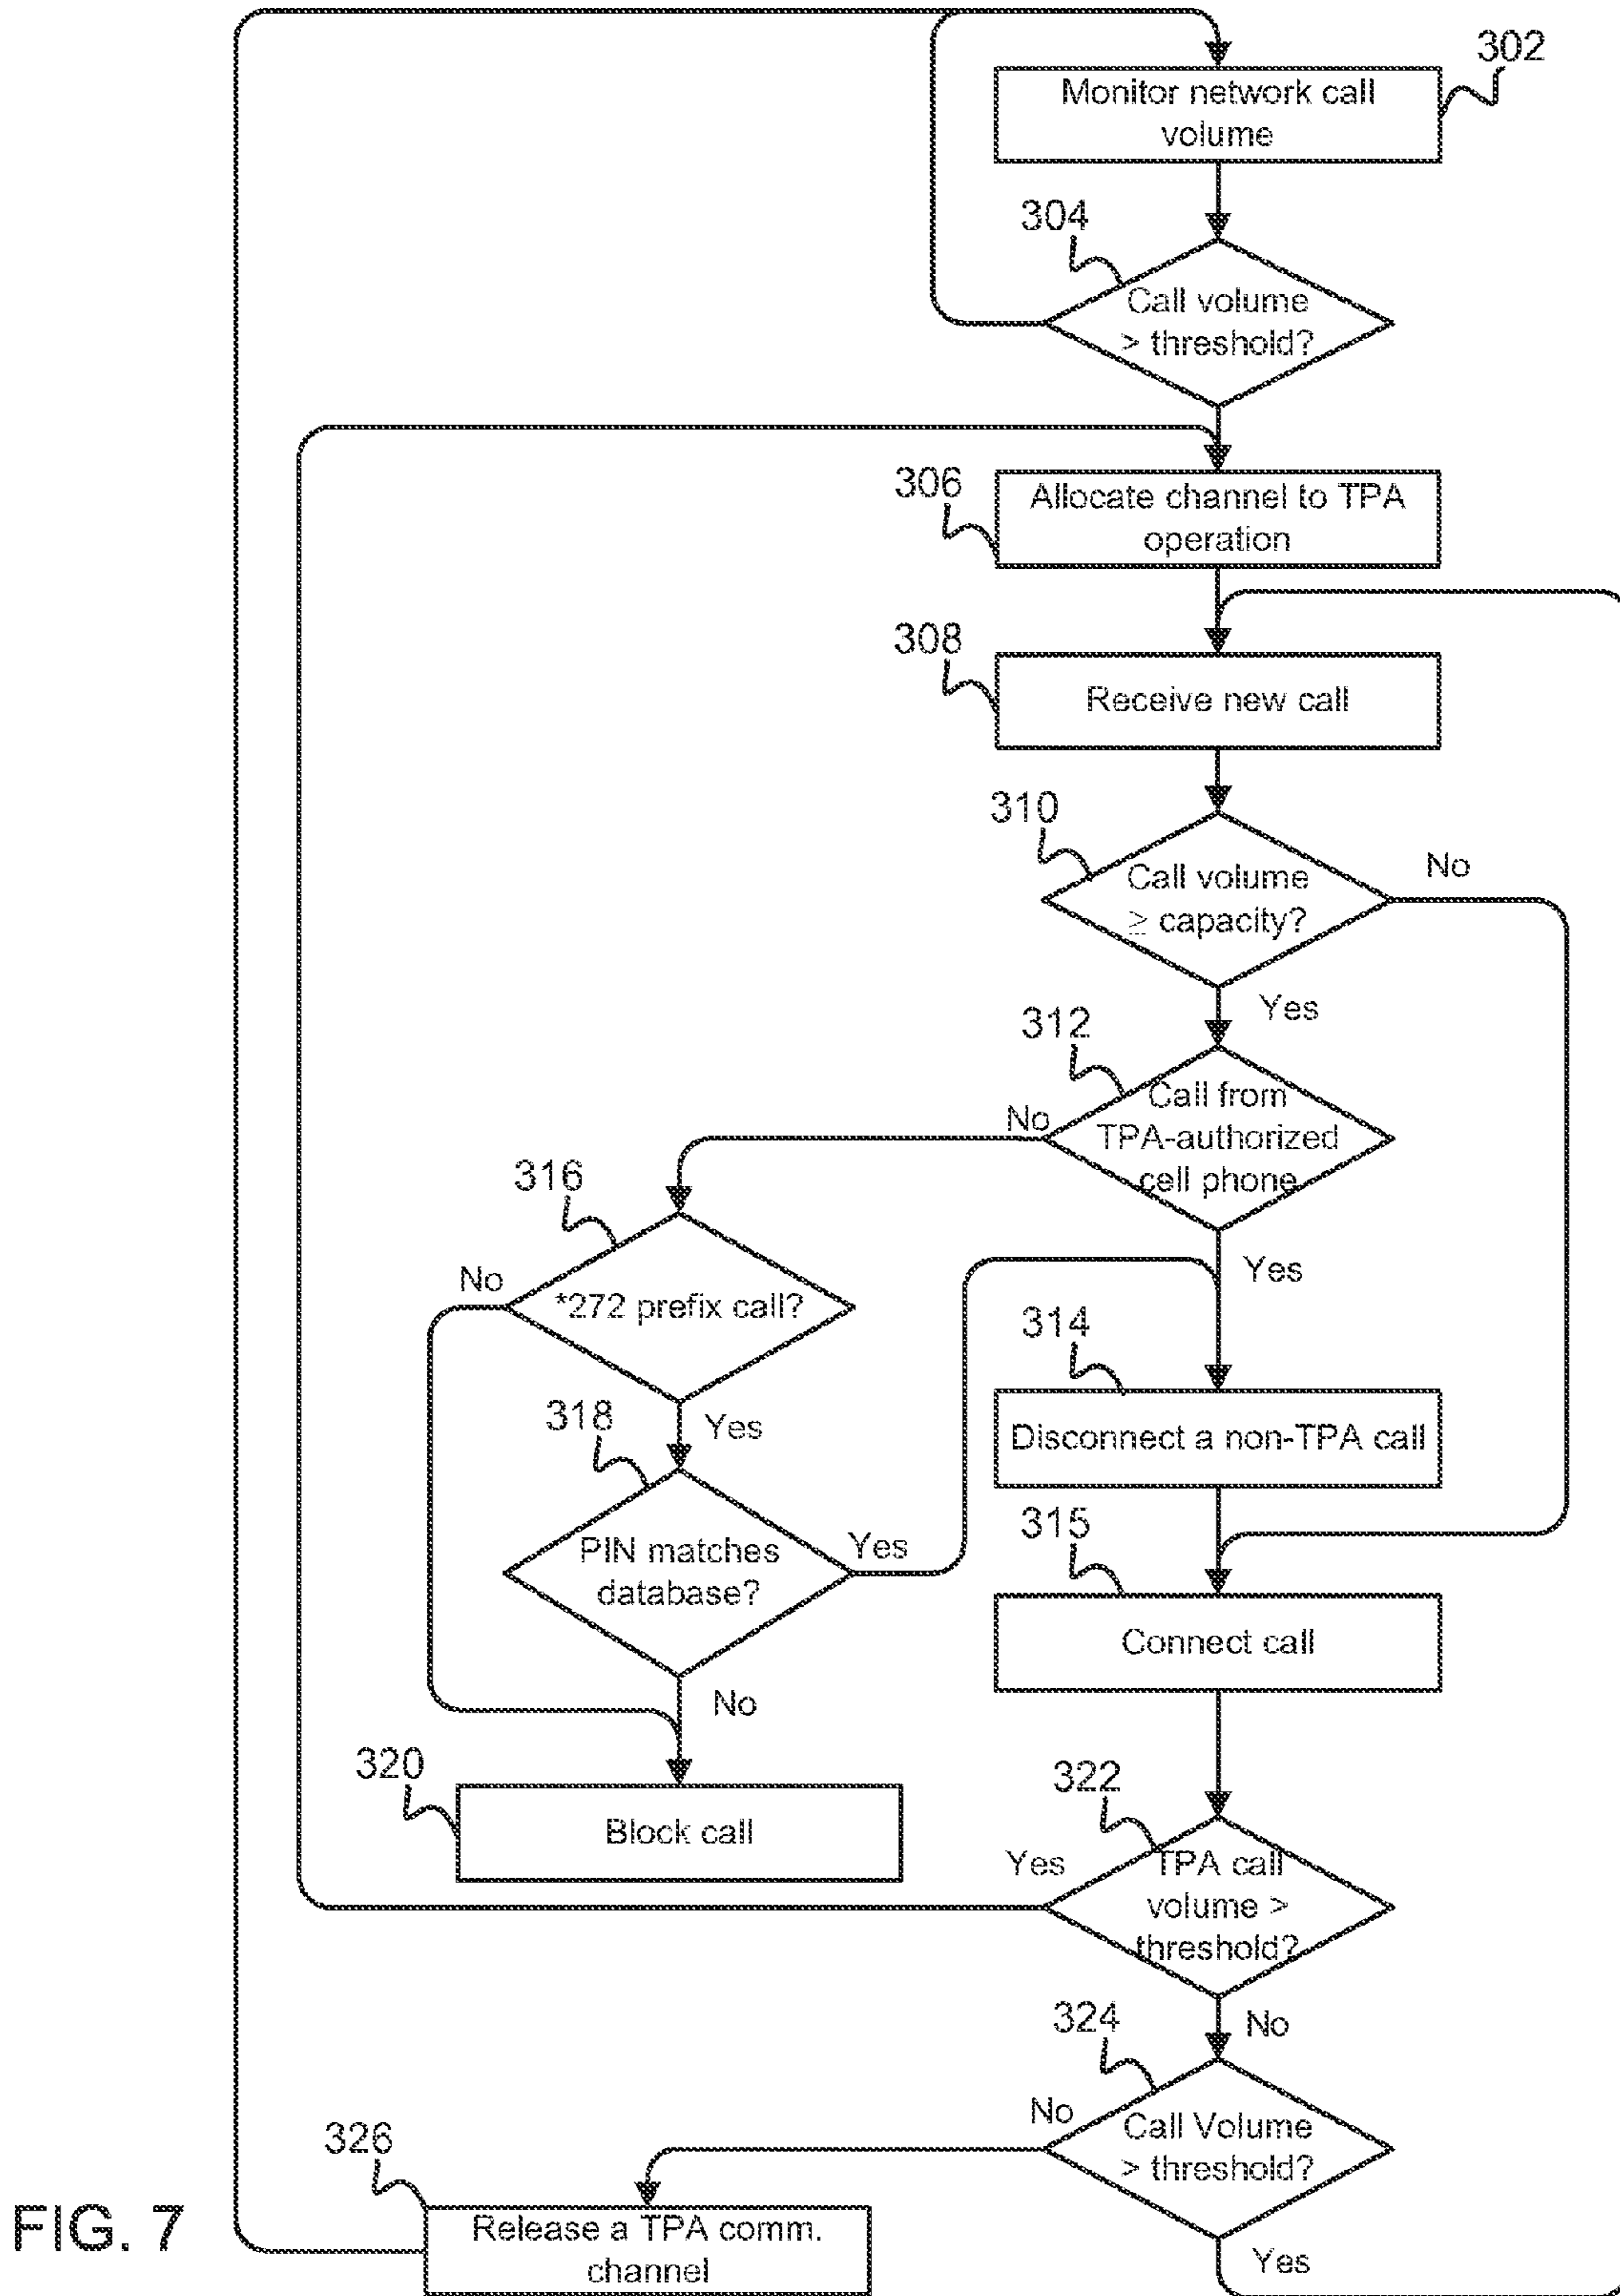 302
Monitor network call
volume
304
Call volume
> threshold?
306
Allocate channel to TPA
operation
308
Receive new call
310
Call volume
≥ capacity?
No
Yes
312
Call from
TPA-authorized
cell phone
No
Yes
316
*272 prefix call?
No
Yes
314
Disconnect a non-TPA call
318
PIN matches
database?
Yes
No
315
Connect call
320
Block call
322
TPA call
volume >
threshold?
Yes
No
324
Call Volume
> threshold?
No
Yes
326
Release a TPA comm.
channel
FIG. 7